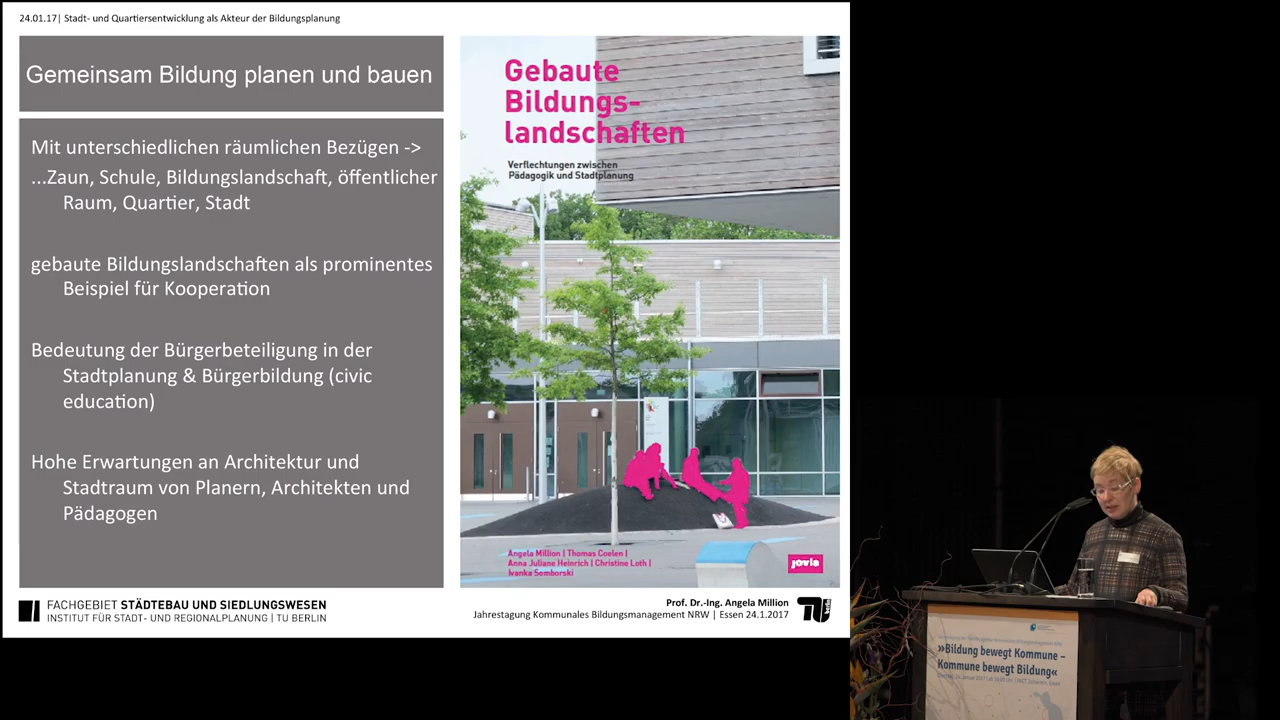 24.01.17| Stadt- und Quartiersentwicklung als Akteur der Bildungsplanung
Gemeinsam Bildung planen und bauen
Mit unterschiedlichen räumlichen Bezügen ->
...Zaun, Schule, Bildungslandschaft, öffentlicher
Raum, Quartier, Stadt
gebaute Bildungslandschaften als prominentes
Beispiel für Kooperation
Bedeutung der Bürgerbeteiligung in der
Stadtplanung & Bürgerbildung (civic
education)
Hohe Erwartungen an Architektur und
Stadtraum von Planern, Architekten und
Pädagogen
Gebaute
Bildungs-
landschaften
Verflechtungen zwischen
Pädagogik und Stadtplanung
Angela Million | Thomas Coelen |
Anna Juliane Heinrich | Christine Loth |
Ivanka Somborski
jovis
FACHGEBIET STÄDTEBAU UND SIEDLUNGSWESEN
INSTITUT FÜR STADT- UND REGIONALPLANUNG | TU BERLIN
Prof. Dr.-Ing. Angela Million
Jahrestagung Kommunales Bildungsmanagement NRW | Essen 24.1.2017
berlin
»Bildung bewegt Kommune –
Kommune bewegt Bildung«